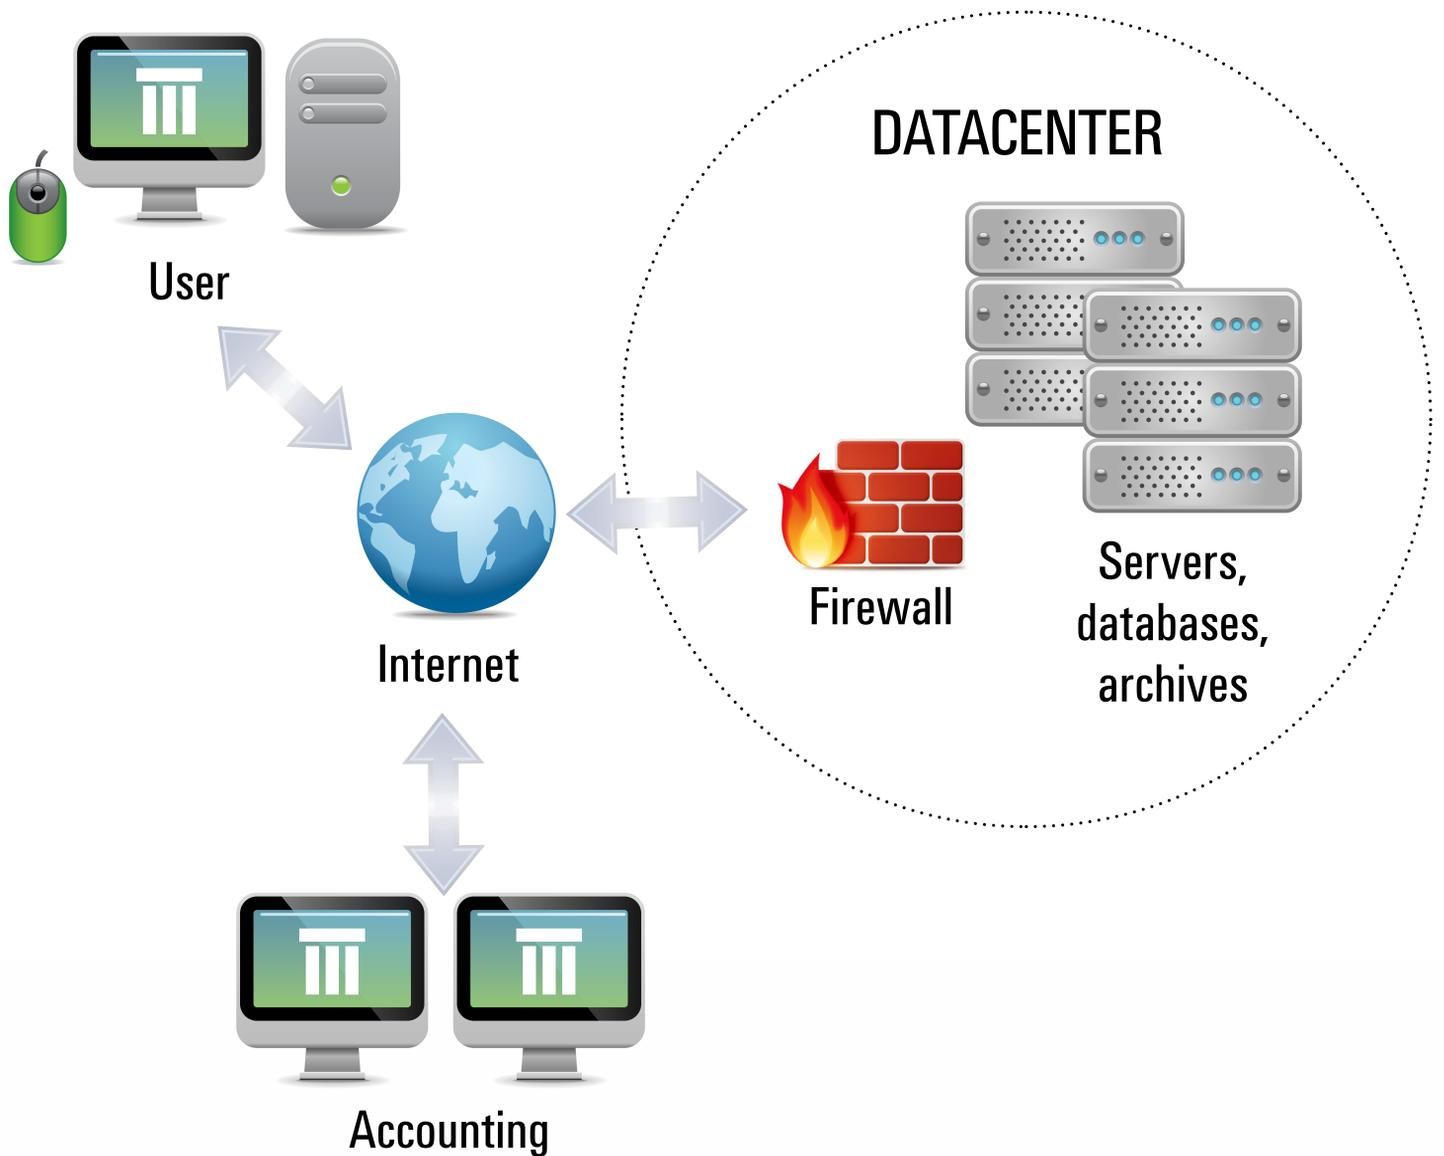 DATACENTER
User
Servers,
databases,
archives
Firewall
Internet
Accounting